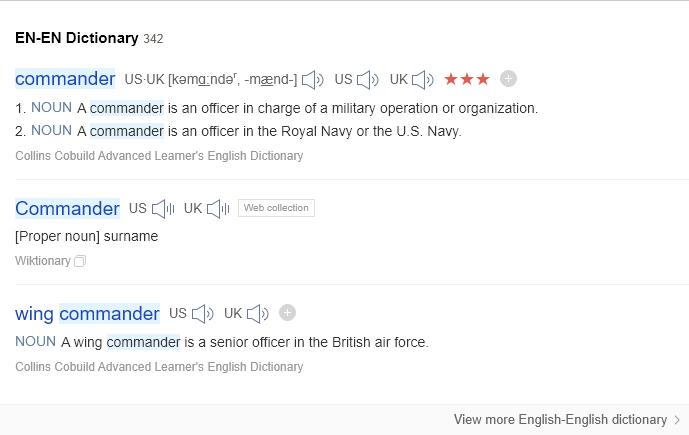 EN-EN Dictionary 342
commander US·UK [kəmɑːndəʳ, -mænd-] US UK ★★★
1. NOUN A commander is an officer in charge of a military operation or organization.
2. NOUN A commander is an officer in the Royal Navy or the U.S. Navy.
Collins Cobuild Advanced Learner's English Dictionary
Commander US UK Web collection
[Proper noun] surname
Wiktionary
wing commander US UK
NOUN A wing commander is a senior officer in the British air force.
Collins Cobuild Advanced Learner's English Dictionary
View more English-English dictionary >